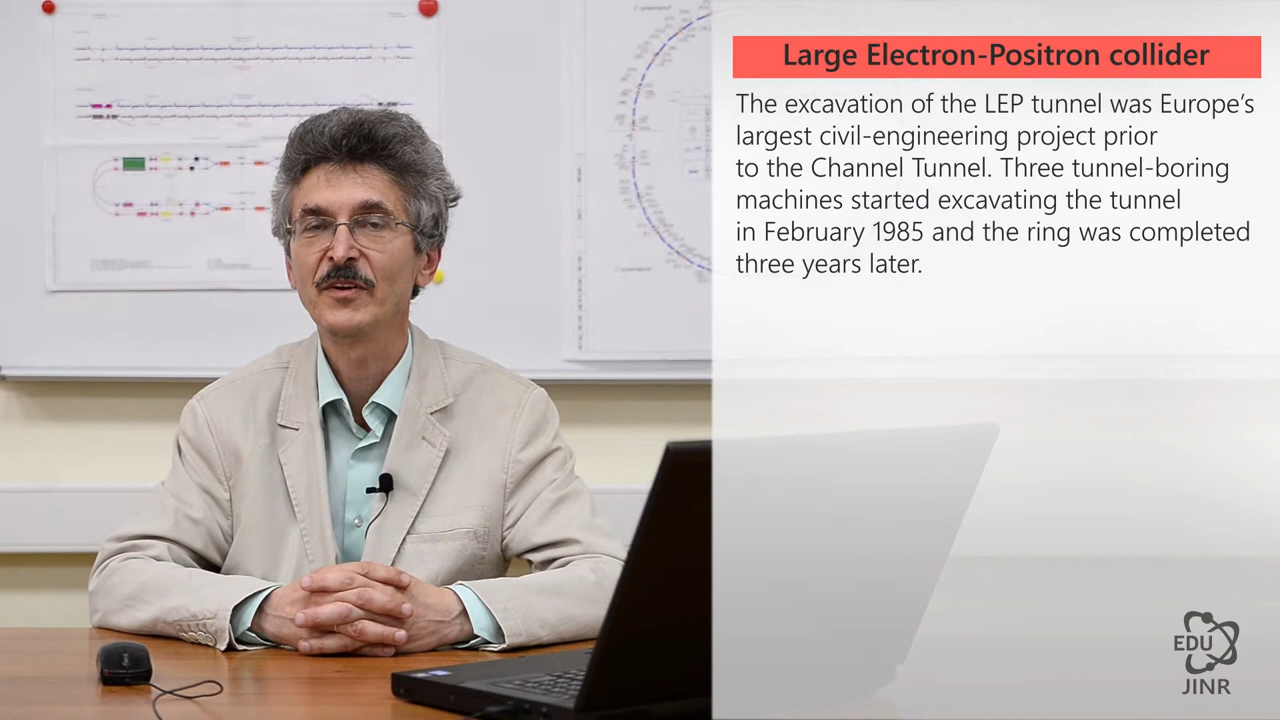 Large Electron-Positron collider
The excavation of the LEP tunnel was Europe’s
largest civil-engineering project prior
to the Channel Tunnel. Three tunnel-boring
machines started excavating the tunnel
in February 1985 and the ring was completed
three years later.
EDU
JINR